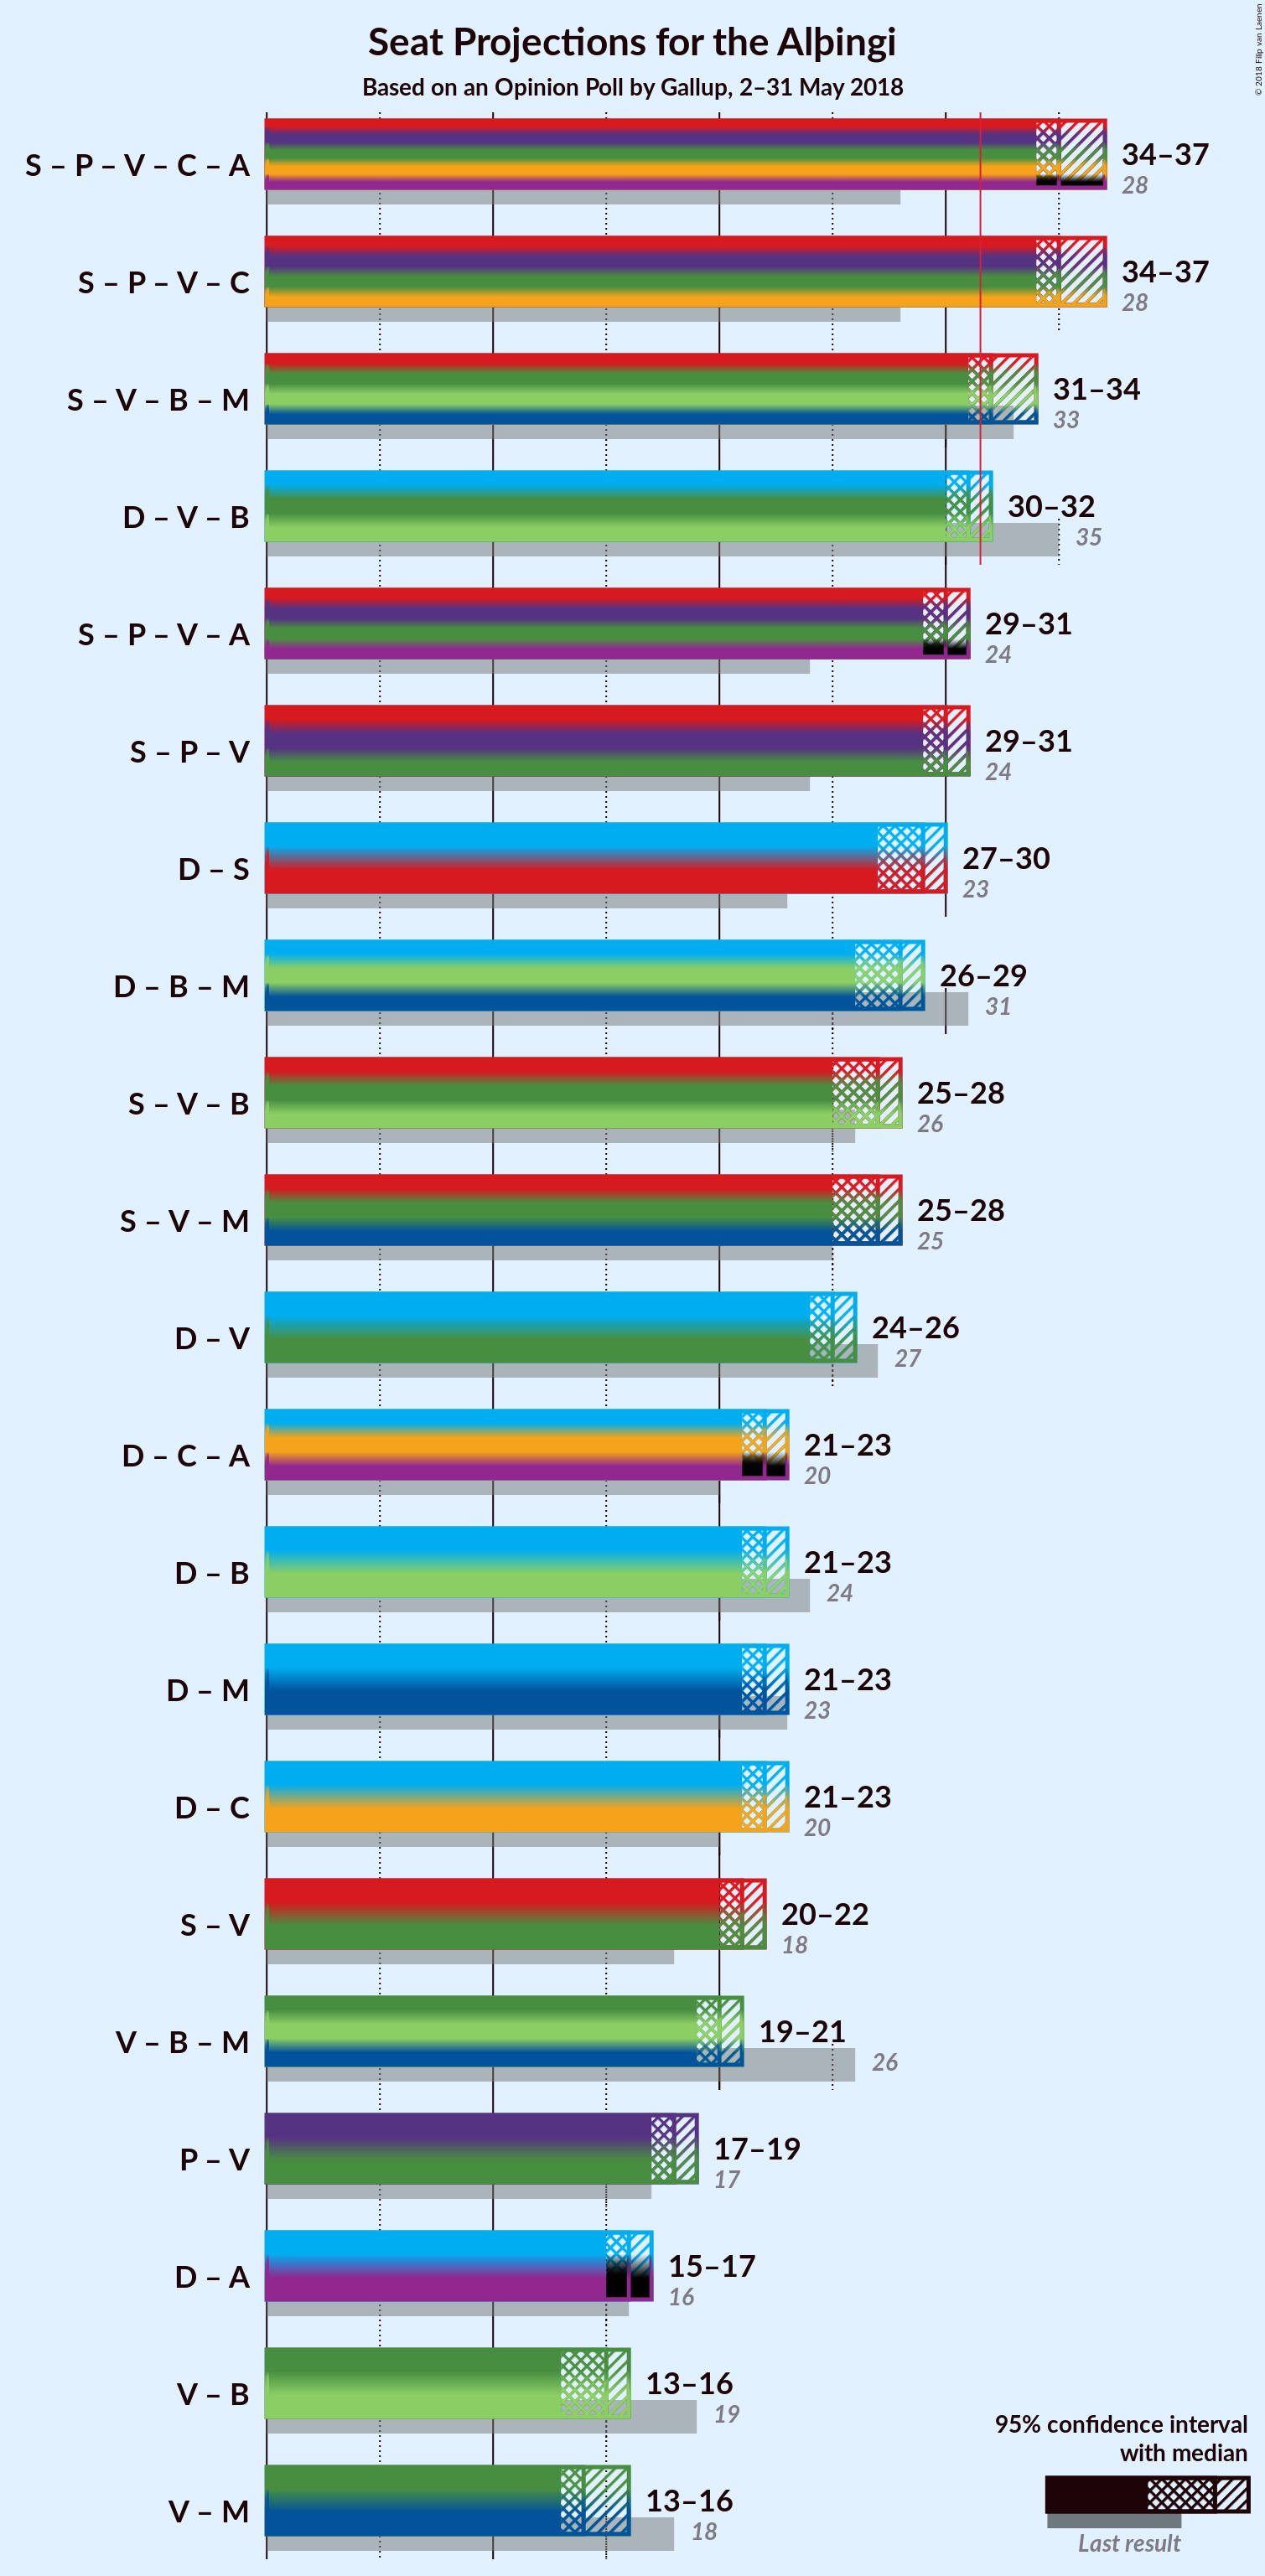 Seat Projections for the Alþingi
Based on an Opinion Poll by Gallup, 2–31 May 2018
© 2018 Filip van Laenen
S – P – V – C – A
34–37
28
S – P – V – C
34–37
28
S – V – B – M
31–34
33
D – V – B
30–32
35
S – P – V – A
29–31
24
S – P – V
29–31
24
D – S
27–30
23
D – B – M
26–29
31
S – V – B
25–28
26
S – V – M
25–28
25
D – V
24–26
27
D – C – A
21–23
20
D – B
21–23
24
D – M
21–23
23
D – C
21–23
20
S – V
20–22
18
V – B – M
19–21
26
P – V
17–19
17
D – A
15–17
16
V – B
13–16
19
V – M
13–16
18
95% confidence interval
with median
Last result